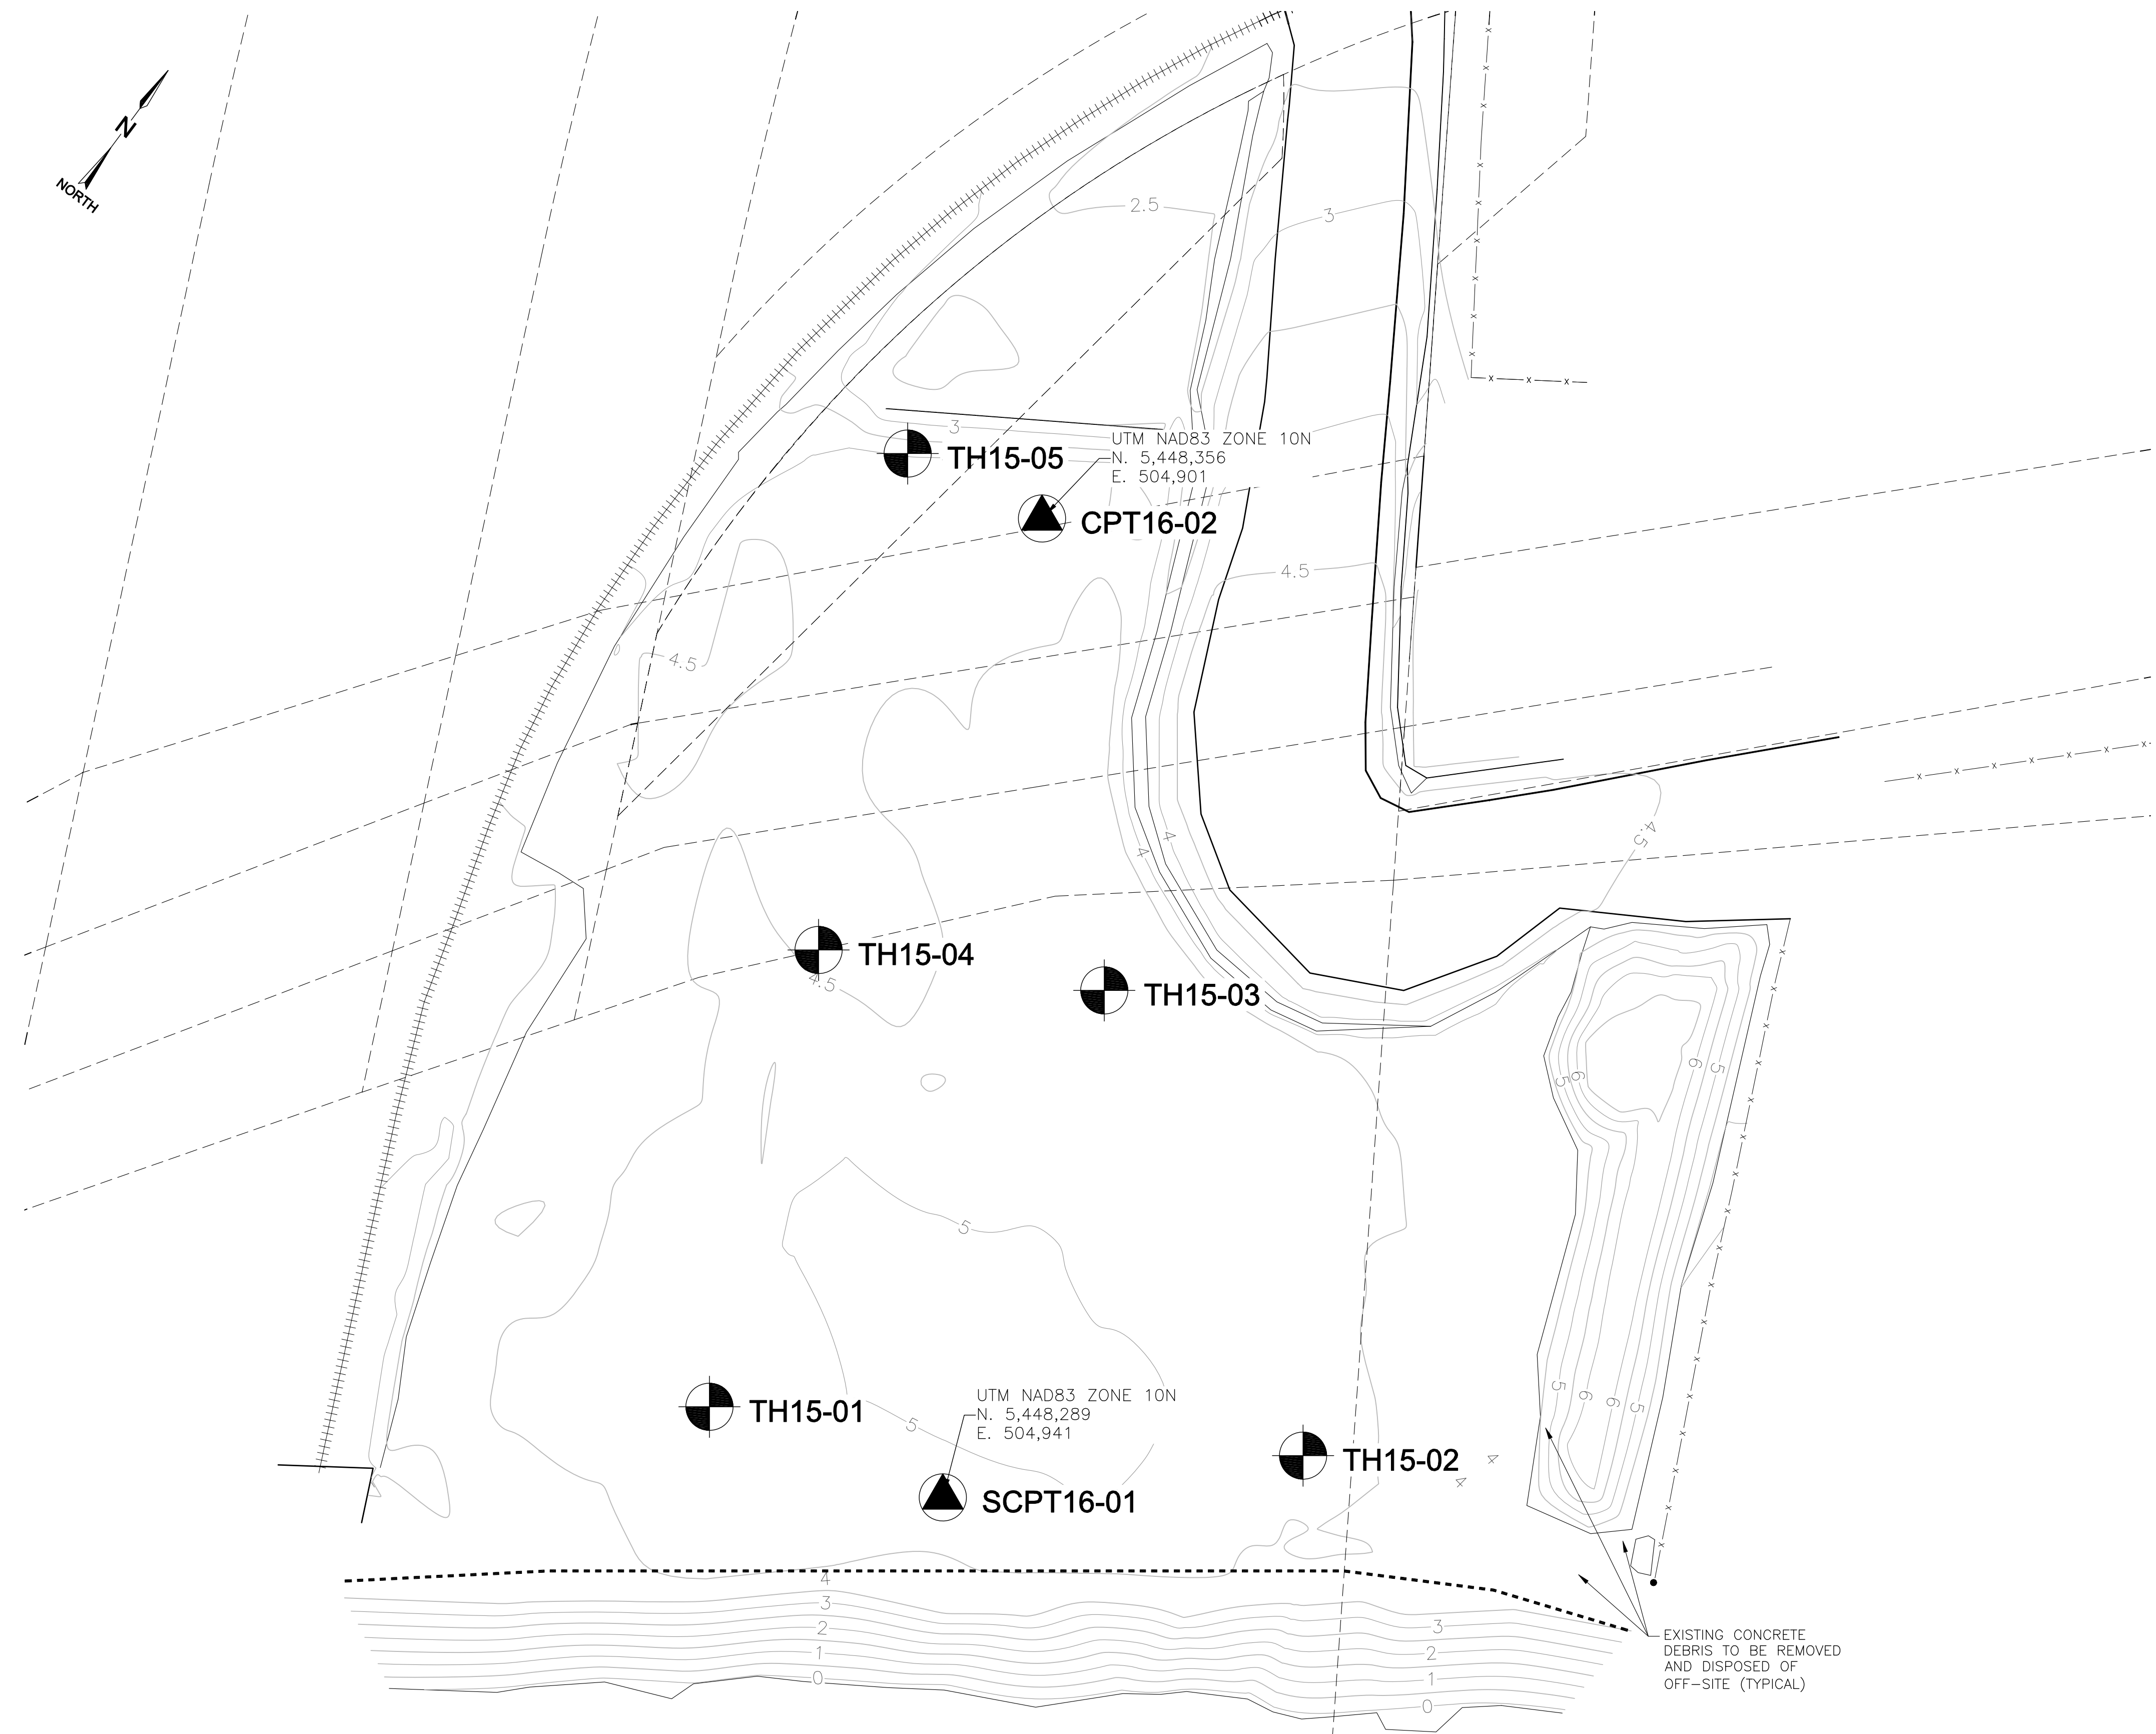 N
NORTH
2.5
3
3
TH15-05
UTM NAD83 ZONE 10N
N. 5,448,356
E. 504,901
CPT16-02
4.5
4.5
4.5
4
4
TH15-04
4.5
TH15-03
6
5
5
6
5
TH15-01
5
UTM NAD83 ZONE 10N
N. 5,448,289
E. 504,941
SCPT16-01
TH15-02
4
4
5
6
6
5
4
3
2
1
0
3
2
1
0
EXISTING CONCRETE
DEBRIS TO BE REMOVED
AND DISPOSED OF
OFF-SITE (TYPICAL)